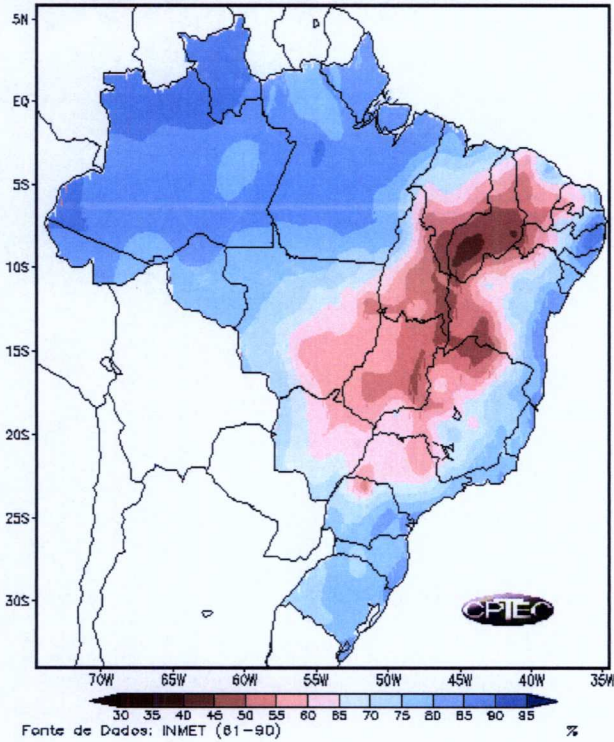 5N
EQ
5S
10S
15S
20S
25S
30S
CPTEC
70W 65W 60W 55W 50W 45W 40W 35W
30 35 40 45 50 55 60 65 70 75 80 85 90 95
Fonte de Dados: INMET (61-90) %